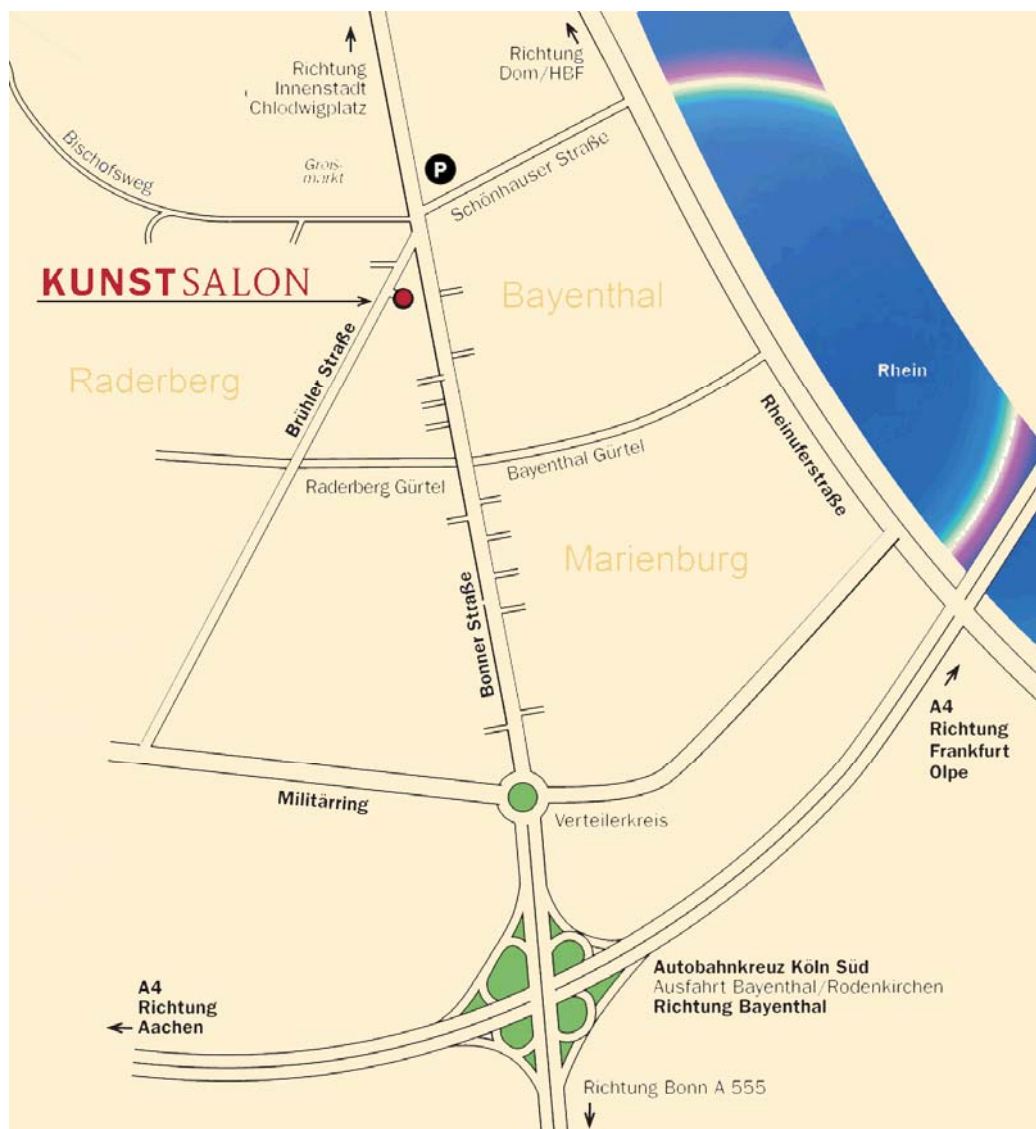 Richtung
Innenstadt
Chlodwigplatz
Richtung
Dom/HBF
Bischofsweg
Groß-
markt
P
Schönhauser Straße
KUNSTSALON
Bayenthal
Raderberg
Brühler Straße
Rhein
Rheinuferstraße
Raderberg Gürtel
Bayenthal Gürtel
Marienburg
Bonner Straße
A4
Richtung
Frankfurt
Olpe
Militärring
Verteilerkreis
Autobahnkreuz Köln Süd
Ausfahrt Bayenthal/Rodenkirchen
Richtung Bayenthal
A4
Richtung
Aachen
Richtung Bonn A 555